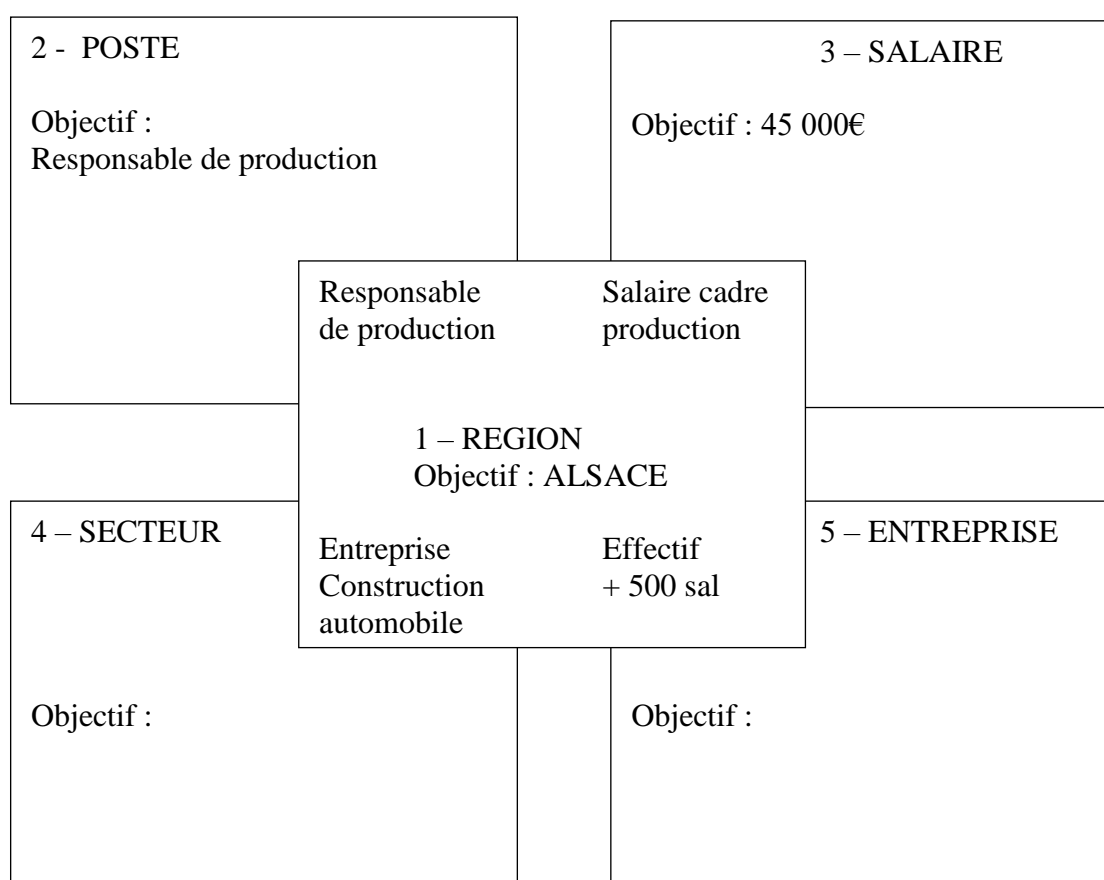 2 -  POSTE
Objectif :
Responsable de production
3 – SALAIRE
Objectif : 45 000€
Responsable
de production
Salaire cadre
production
1 – REGION
Objectif : ALSACE
Entreprise
Construction
automobile
Effectif
+ 500 sal
4 – SECTEUR
Objectif :
5 – ENTREPRISE
Objectif :